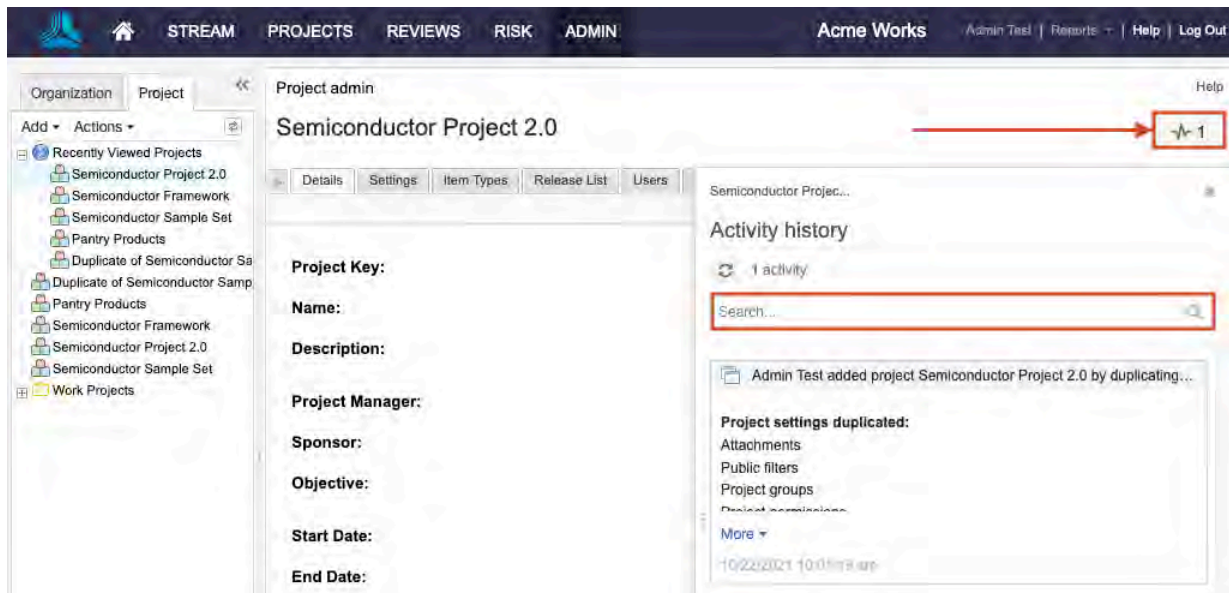 STREAM PROJECTS REVIEWS RISK ADMIN Acme Works Admin Test | Reports | Help | Log Out
Organization Project
Add Actions
Recently Viewed Projects
Semiconductor Project 2.0
Semiconductor Framework
Semiconductor Sample Set
Pantry Products
Duplicate of Semiconductor Sa
Duplicate of Semiconductor Samp
Pantry Products
Semiconductor Framework
Semiconductor Project 2.0
Semiconductor Sample Set
Work Projects
Project admin Help
Semiconductor Project 2.0 1
Details Settings Item Types Release List Users
Project Key:
Name:
Description:
Project Manager:
Sponsor:
Objective:
Start Date:
End Date:
Semiconductor Projec...
Activity history
1 activity
Search...
Admin Test added project Semiconductor Project 2.0 by duplicating...
Project settings duplicated:
Attachments
Public filters
Project groups
Project permissions
More
10/22/2021